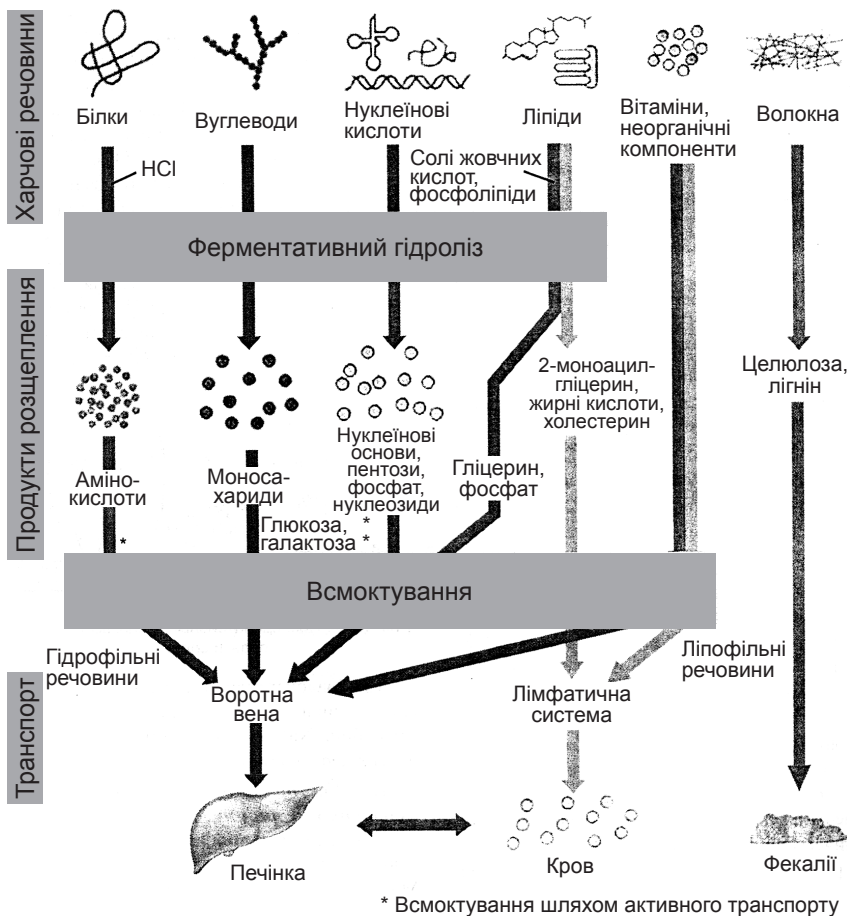 Харчові речовини
Білки
Вуглеводи
Нуклеїнові
кислоти
Ліпіди
Вітаміни,
неорганічні
компоненти
Волокна
HCl
Солі жовчних
кислот,
фосфоліпіди
Ферментативний гідроліз
Продукти розщеплення
Аміно-
кислоти
*
Моноса-
хариди
Глюкоза, *
галактоза *
Нуклеїнові
основи,
пентози,
фосфат,
нуклеозиди
Гліцерин,
фосфат
2-моноацил-
гліцерин,
жирні кислоти,
холестерин
Целюлоза,
лігнін
Всмоктування
Транспорт
Гідрофільні
речовини
Воротна
вена
Лімфатична
система
Ліпофільні
речовини
Печінка
Кров
Фекалії
* Всмоктування шляхом активного транспорту